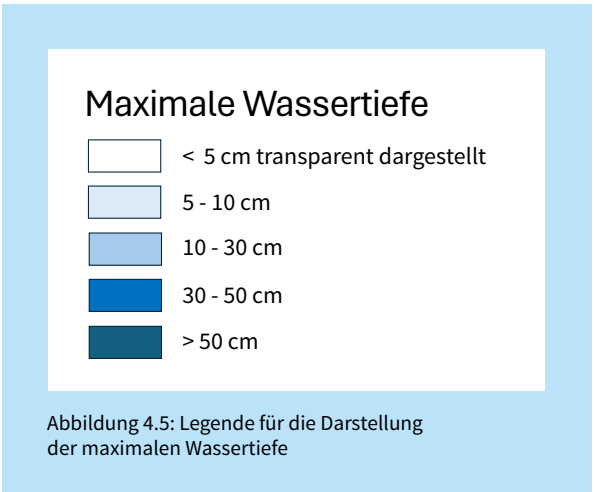 Maximale Wassertiefe
< 5 cm transparent dargestellt
5 - 10 cm
10 - 30 cm
30 - 50 cm
> 50 cm
Abbildung 4.5: Legende für die Darstellung
der maximalen Wassertiefe